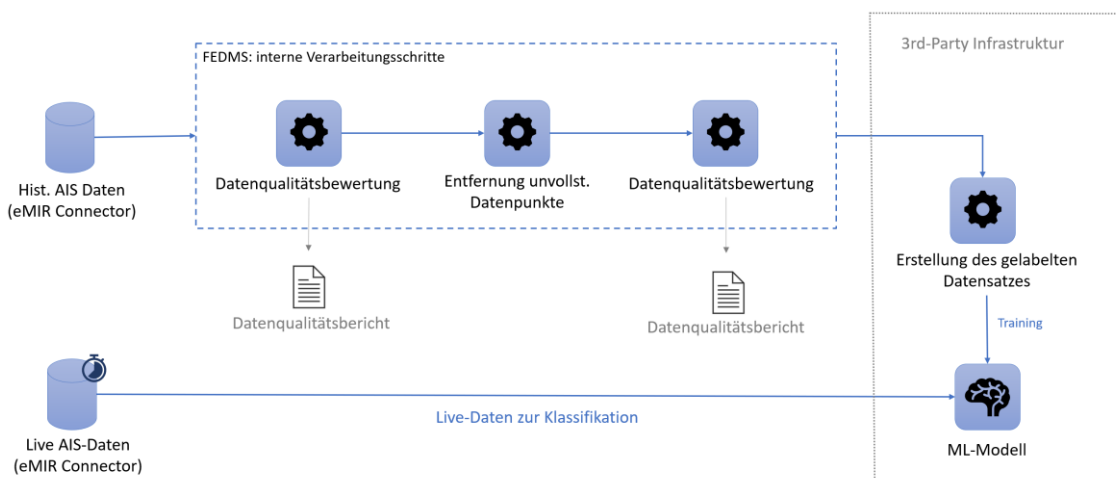 3rd-Party Infrastruktur
FEDMS: interne Verarbeitungsschritte
Hist. AIS Daten
(eMIR Connector)
Datenqualitätsbewertung
Entfernung unvollst.
Datenpunkte
Datenqualitätsbewertung
Erstellung des gelabelten
Datensatzes
Datenqualitätsbericht
Datenqualitätsbericht
Training
Live-Daten zur Klassifikation
Live AIS-Daten
(eMIR Connector)
ML-Modell